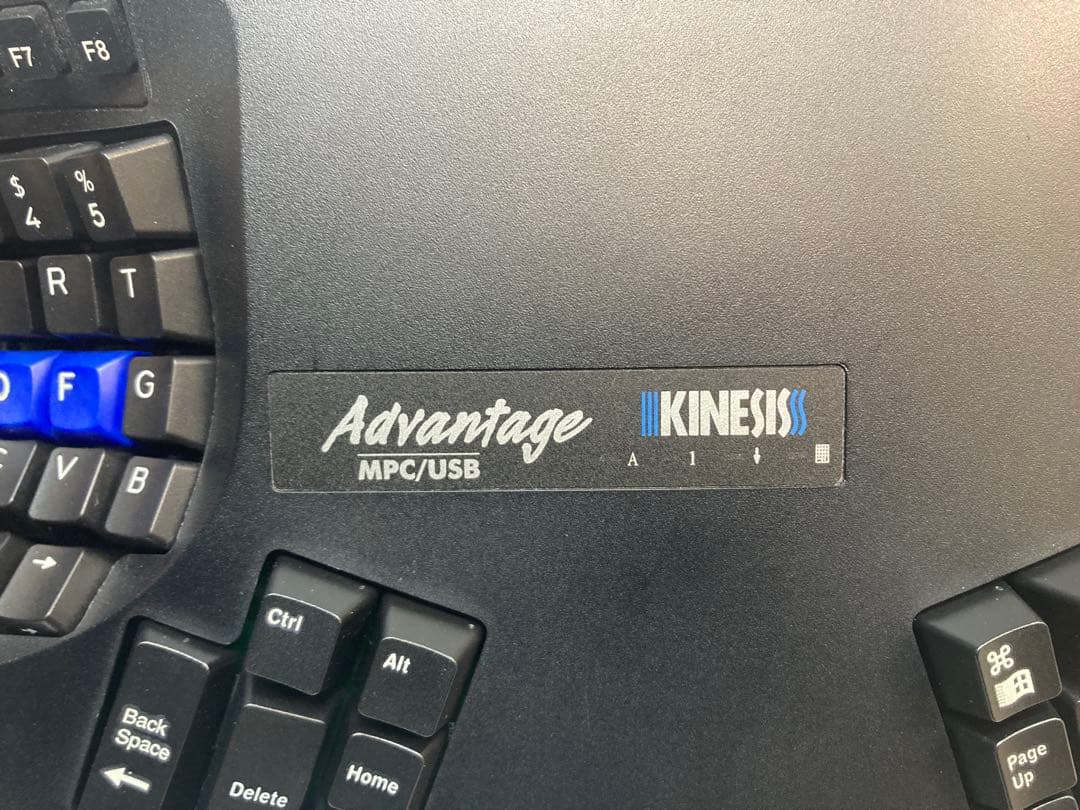 F7 F8
$ %
4 5
R T
F G
V B
→
Advantage
MPC/USB
KINESIS
A 1
Ctrl
Alt
Back
Space
←
Delete
Home
⌘
Page
Up